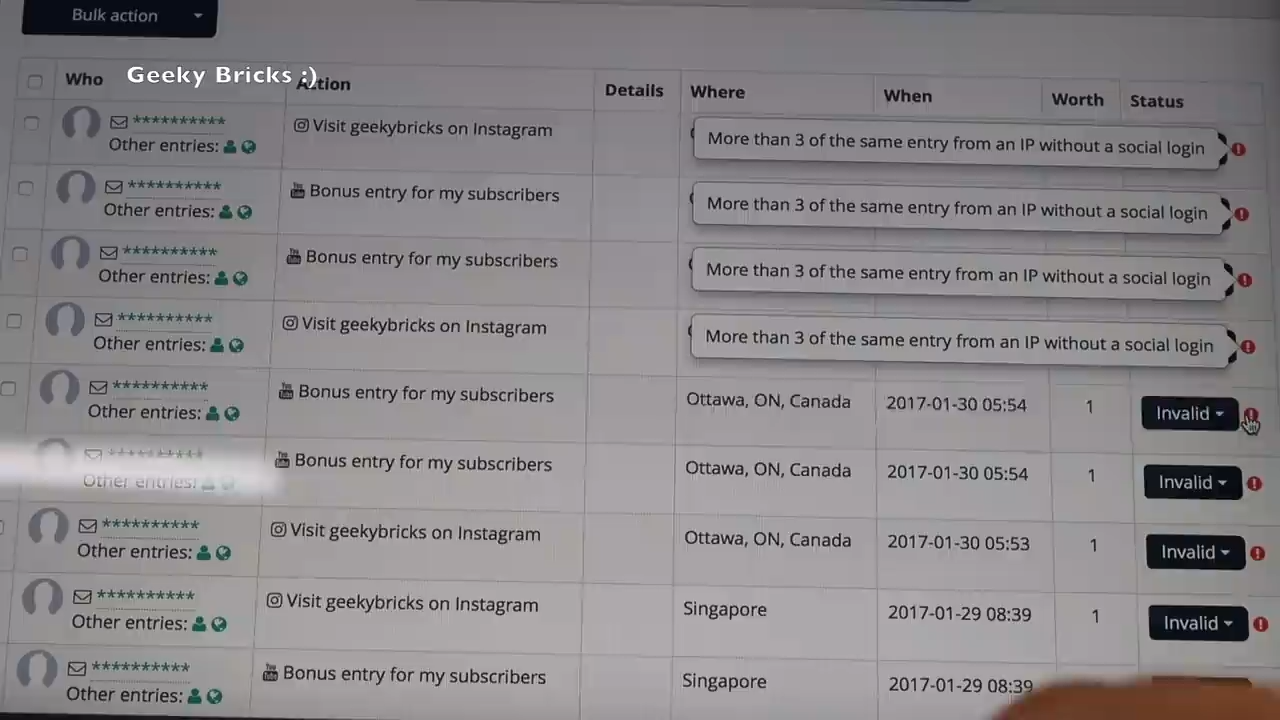 Bulk action
Who Action Details Where When Worth Status
Geeky Bricks :)
********** Visit geekybricks on Instagram More than 3 of the same entry from an IP without a social login
Other entries:
********** Bonus entry for my subscribers More than 3 of the same entry from an IP without a social login
Other entries:
********** Bonus entry for my subscribers More than 3 of the same entry from an IP without a social login
Other entries:
********** Visit geekybricks on Instagram More than 3 of the same entry from an IP without a social login
Other entries:
********** Bonus entry for my subscribers Ottawa, ON, Canada 2017-01-30 05:54 1 Invalid
Other entries:
********** Bonus entry for my subscribers Ottawa, ON, Canada 2017-01-30 05:54 1 Invalid
Other entries:
********** Visit geekybricks on Instagram Ottawa, ON, Canada 2017-01-30 05:53 1 Invalid
Other entries:
********** Visit geekybricks on Instagram Singapore 2017-01-29 08:39 1 Invalid
Other entries:
********** Bonus entry for my subscribers Singapore 2017-01-29 08:39
Other entries: